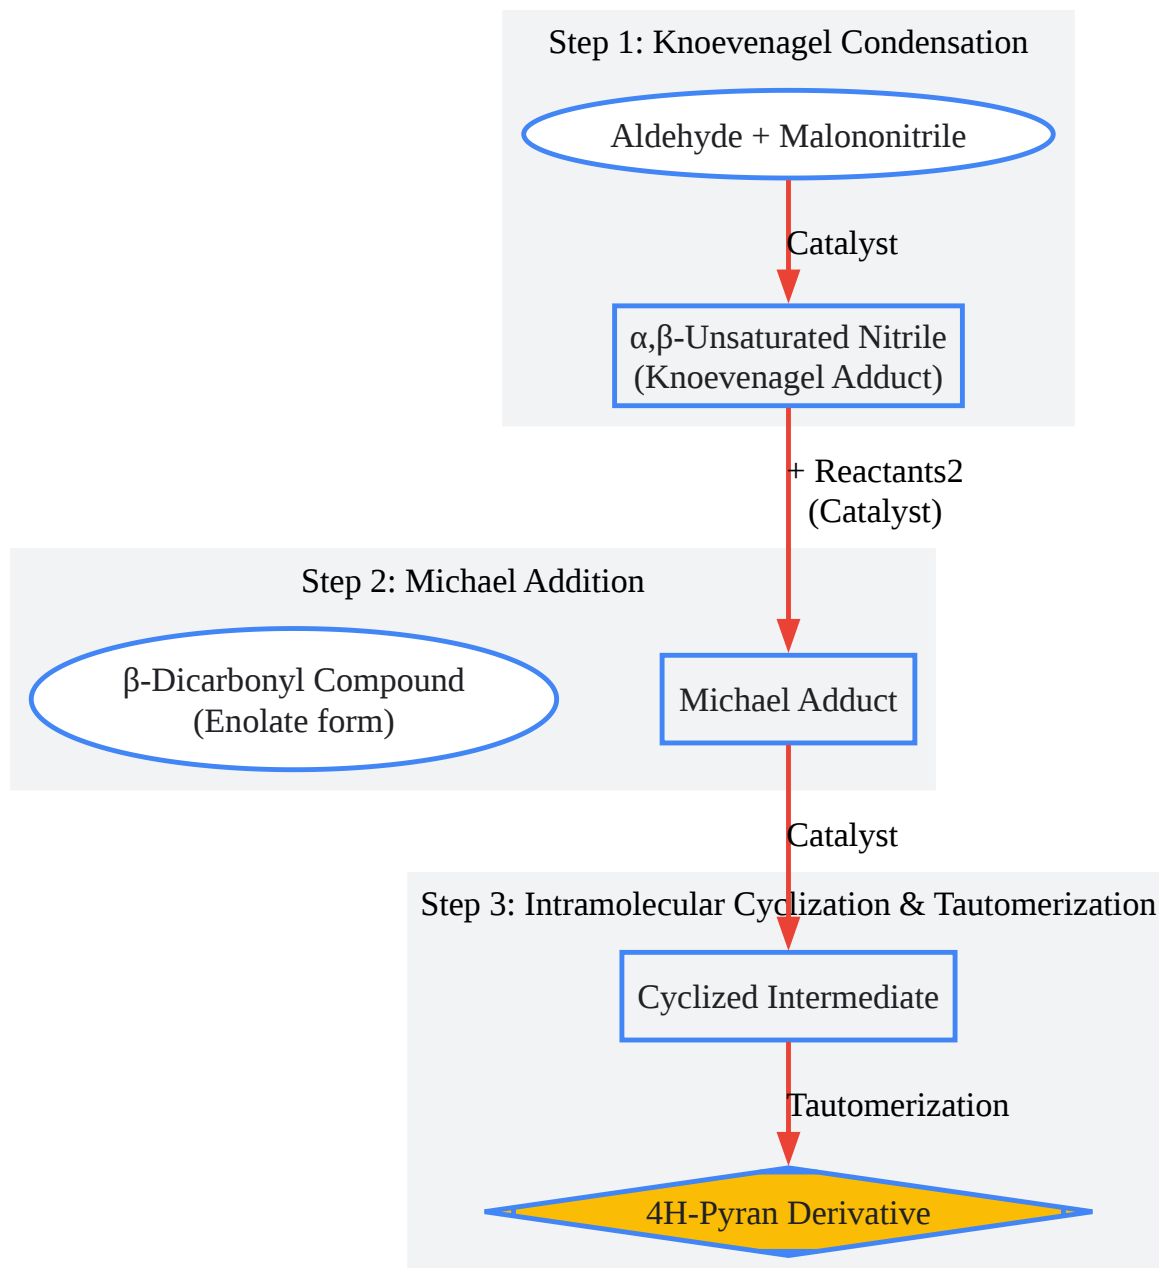 Step 1: Knoevenagel Condensation
Aldehyde + Malononitrile
Catalyst
α,β-Unsaturated Nitrile
(Knoevenagel Adduct)
+ Reactants2
(Catalyst)
Step 2: Michael Addition
β-Dicarbonyl Compound
(Enolate form)
Michael Adduct
Catalyst
Step 3: Intramolecular Cyclization & Tautomerization
Cyclized Intermediate
Tautomerization
4H-Pyran Derivative